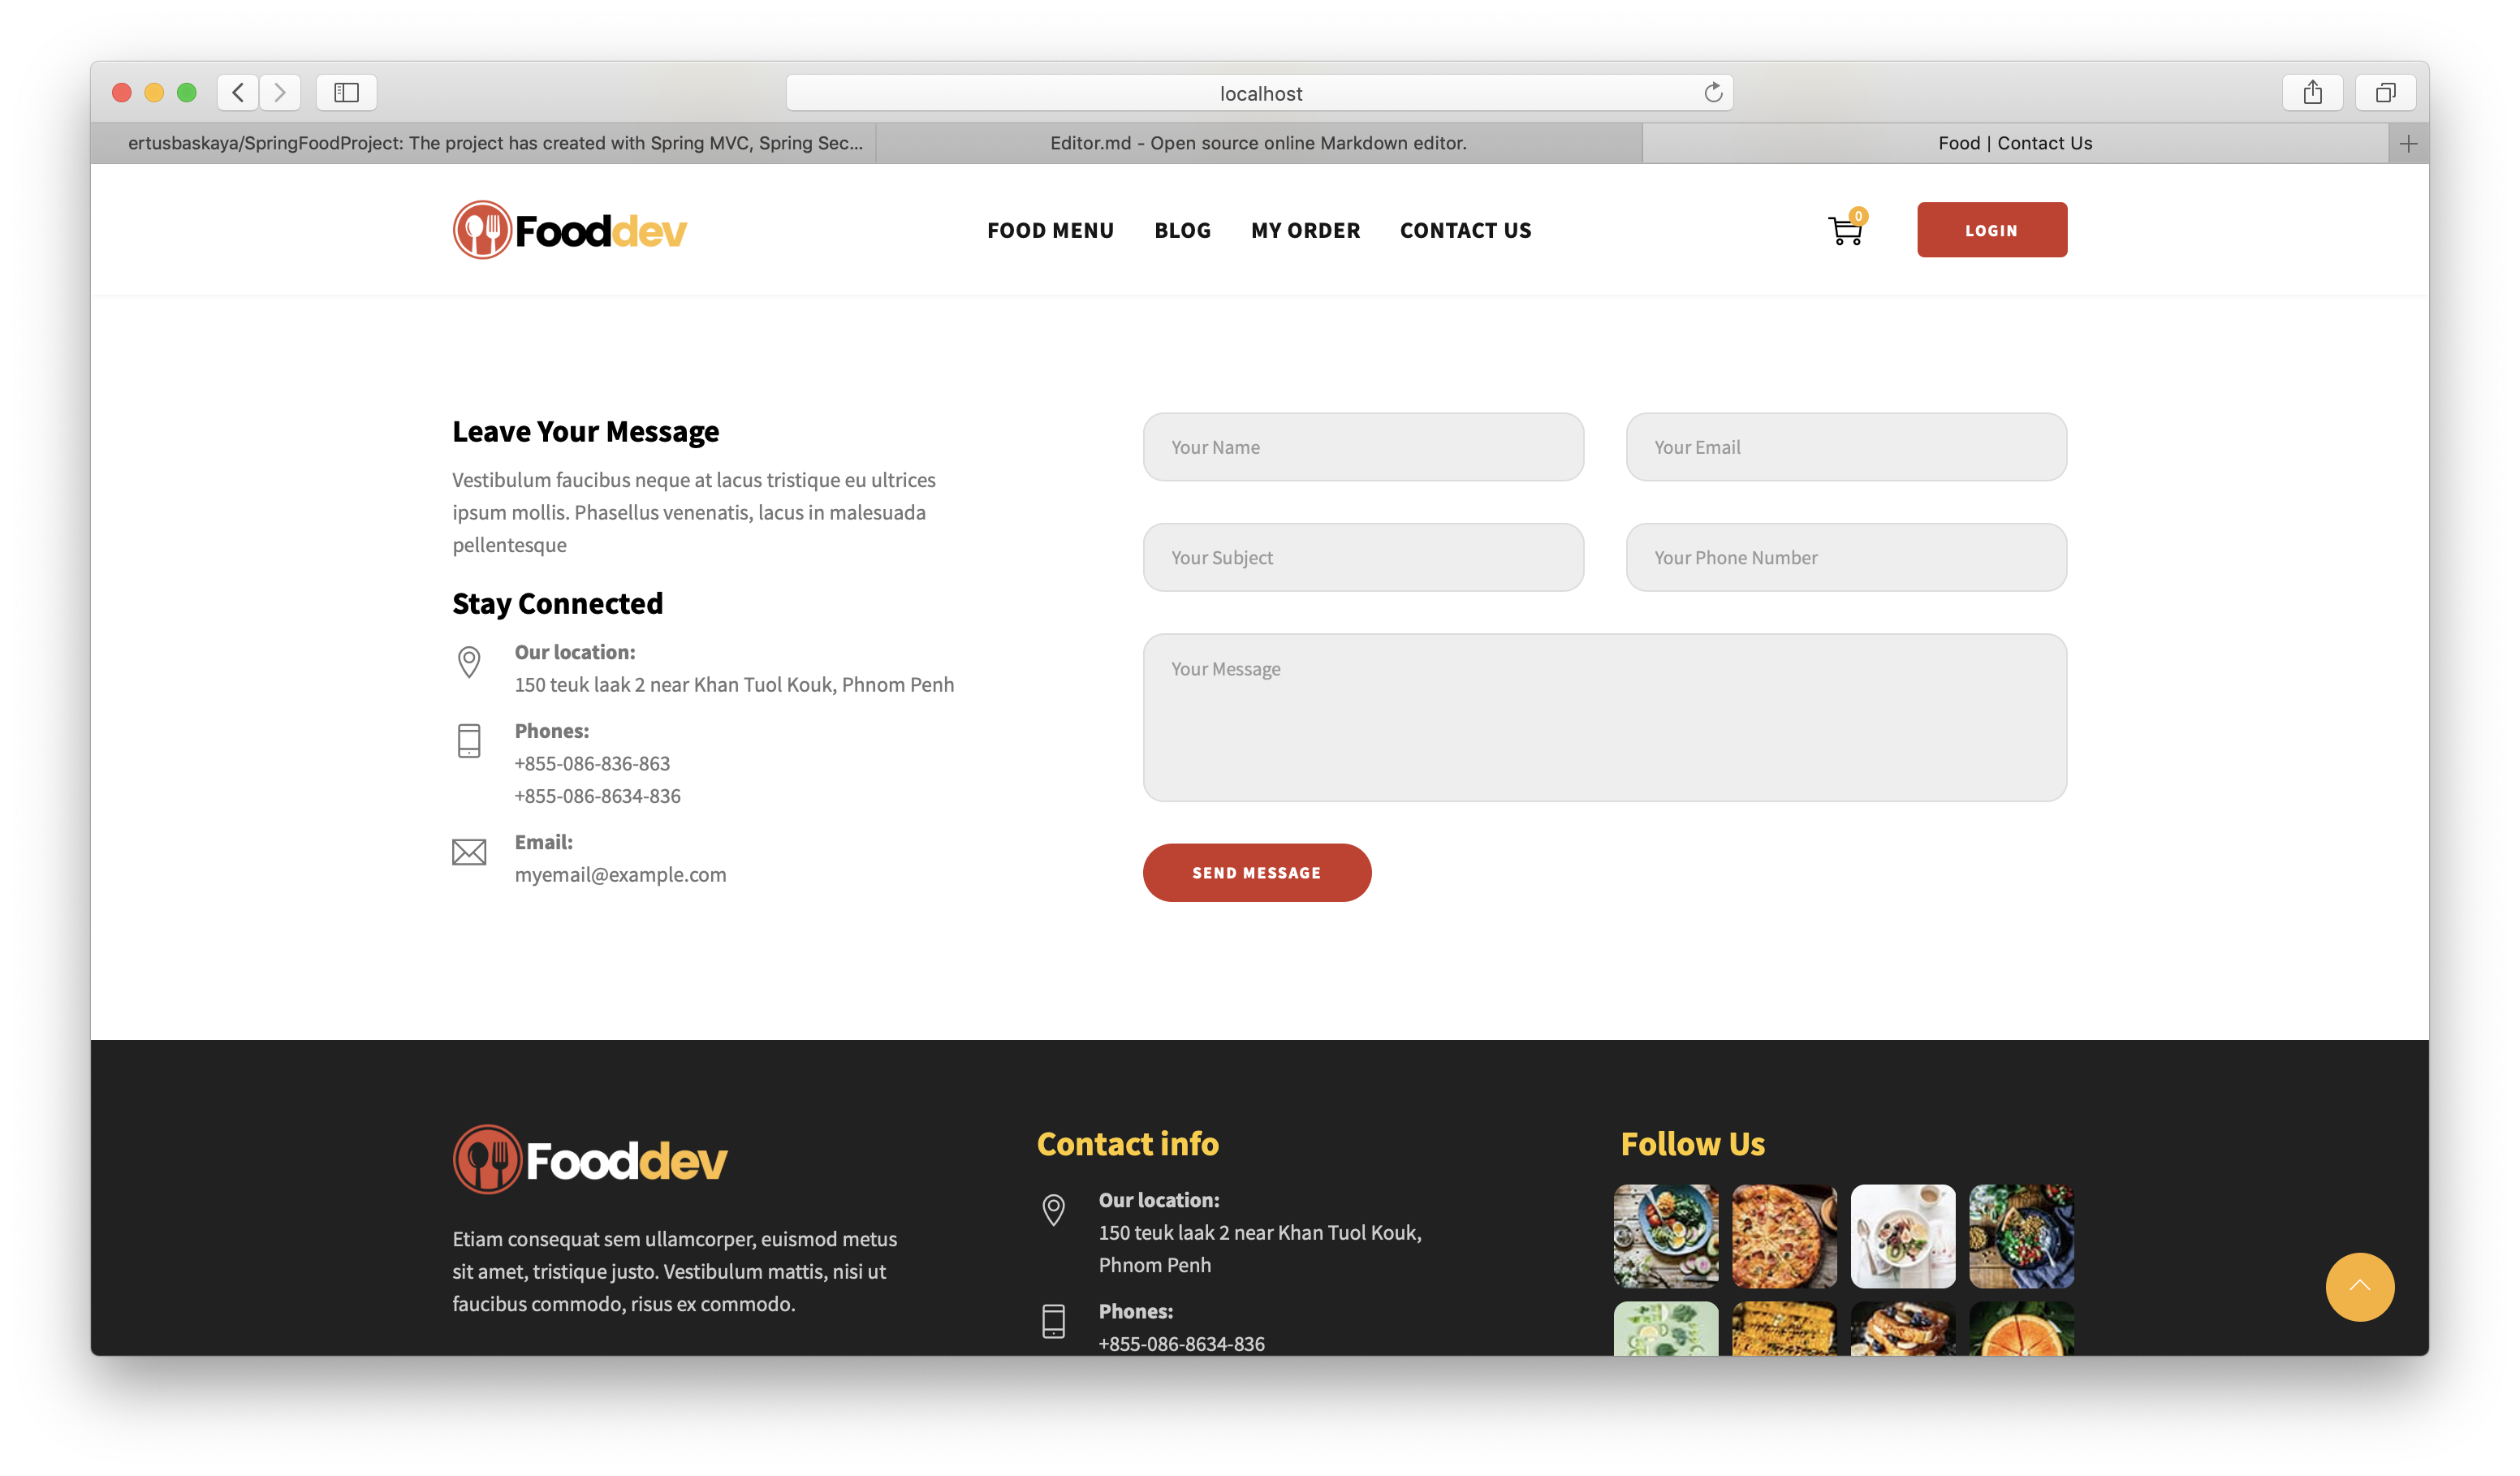 localhost
ertusbaskaya/SpringFoodProject: The project has created with Spring MVC, Spring Sec...
Editor.md - Open source online Markdown editor.
Food | Contact Us
Fooddev
FOOD MENU
BLOG
MY ORDER
CONTACT US
0
LOGIN
Leave Your Message
Vestibulum faucibus neque at lacus tristique eu ultrices
ipsum mollis. Phasellus venenatis, lacus in malesuada
pellentesque
Stay Connected
Our location:
150 teuk laak 2 near Khan Tuol Kouk, Phnom Penh
Phones:
+855-086-836-863
+855-086-8634-836
Email:
myemail@example.com
Your Name
Your Email
Your Subject
Your Phone Number
Your Message
SEND MESSAGE
Fooddev
Etiam consequat sem ullamcorper, euismod metus
sit amet, tristique justo. Vestibulum mattis, nisi ut
faucibus commodo, risus ex commodo.
Contact info
Our location:
150 teuk laak 2 near Khan Tuol Kouk,
Phnom Penh
Phones:
+855-086-8634-836
Follow Us